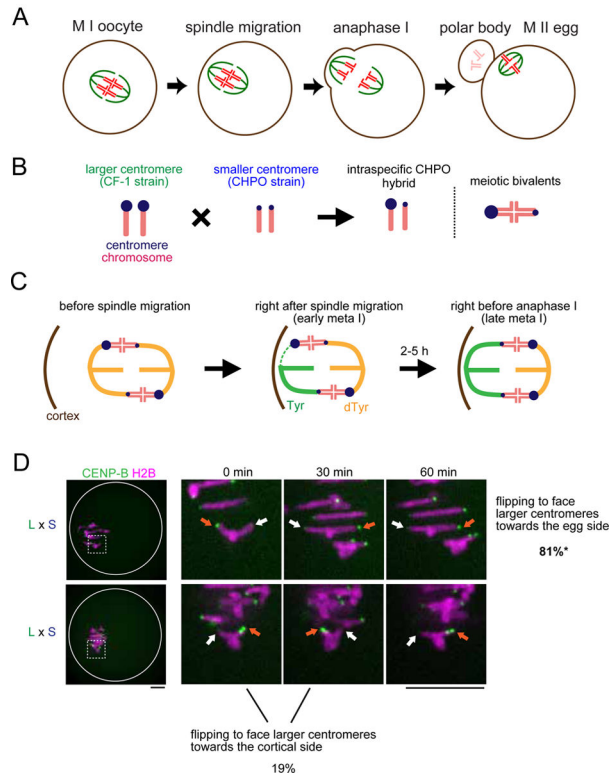 A
M I oocyte
spindle migration
anaphase I
polar body
M II egg
B
larger centromere
(CF-1 strain)
smaller centromere
(CHPO strain)
intraspecific CHPO
hybrid
meiotic bivalents
centromere
chromosome
C
before spindle migration
right after spindle migration
(early meta I)
right before anaphase I
(late meta I)
2-5 h
cortex
Tyr
dTyr
D
CENP-B H2B
0 min
30 min
60 min
L x S
flipping to face
larger centromeres
towards the egg side
81%*
L x S
flipping to face larger centromeres
towards the cortical side
19%